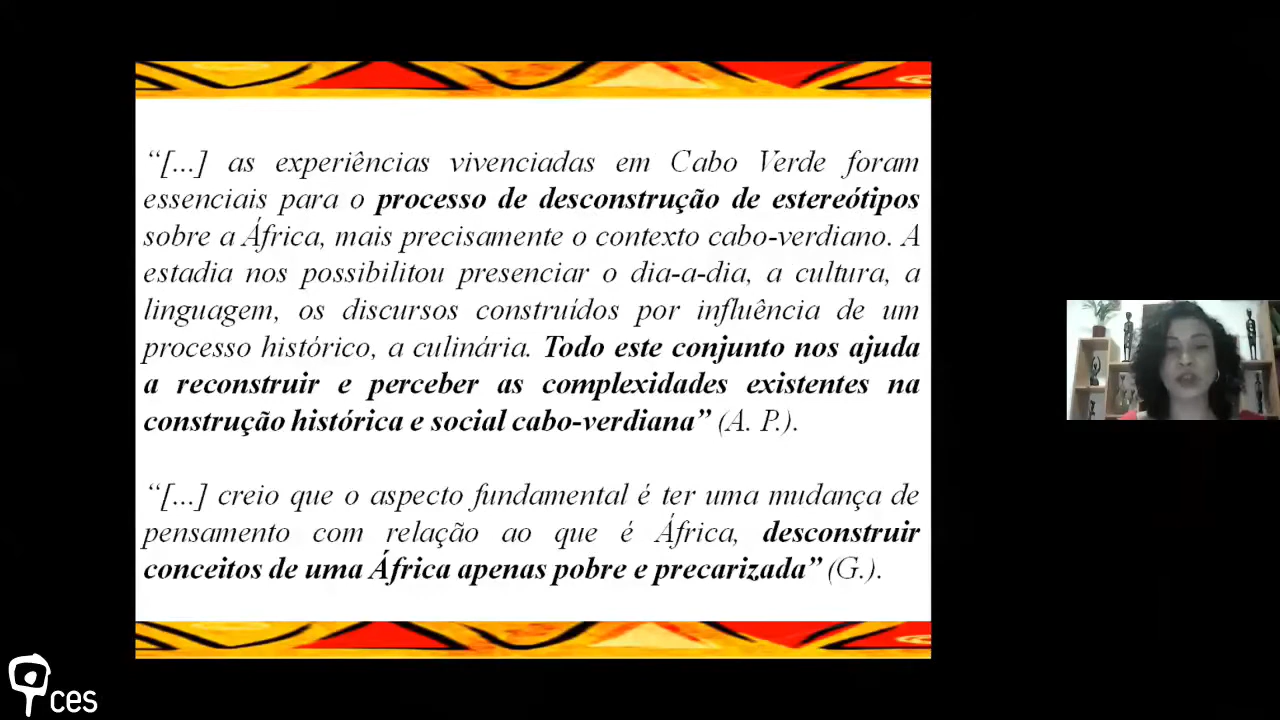 “[...] as experiências vivenciadas em Cabo Verde foram
essenciais para o processo de desconstrução de estereótipos
sobre a África, mais precisamente o contexto cabo-verdiano. A
estadia nos possibilitou presenciar o dia-a-dia, a cultura, a
linguagem, os discursos construídos por influência de um
processo histórico, a culinária. Todo este conjunto nos ajuda
a reconstruir e perceber as complexidades existentes na
construção histórica e social cabo-verdiana” (A. P.).
“[...] creio que o aspecto fundamental é ter uma mudança de
pensamento com relação ao que é África, desconstruir
conceitos de uma África apenas pobre e precarizada” (G.).
ces